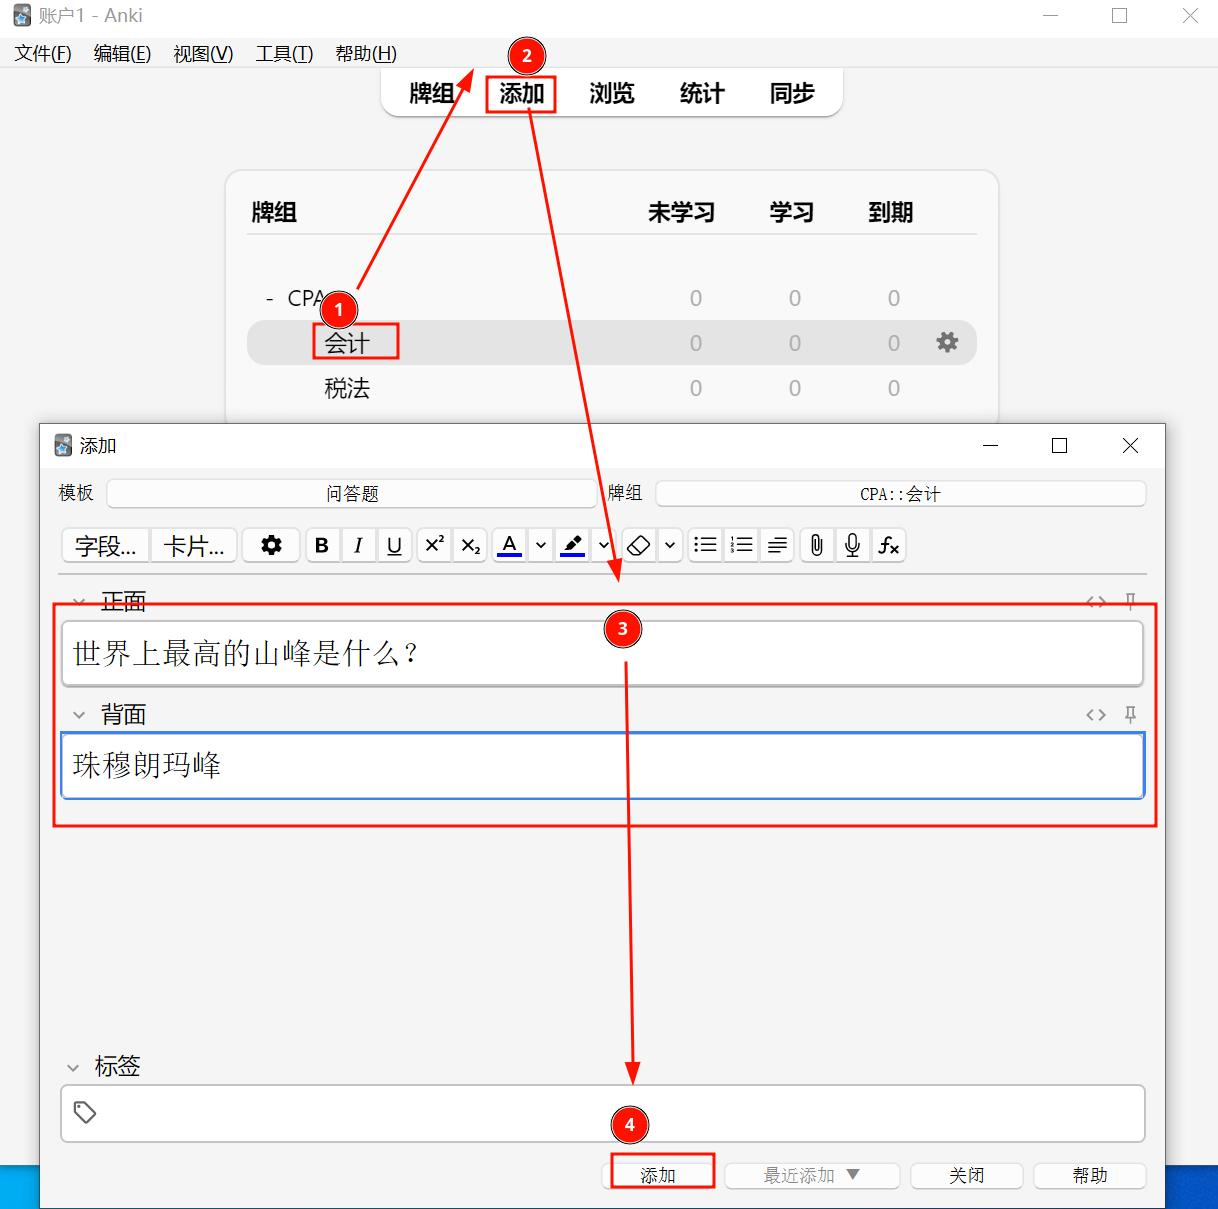 账户1 - Anki
文件(F) 编辑(E) 视图(V) 工具(T) 帮助(H)
2
牌组 添加 浏览 统计 同步
牌组 未学习 学习 到期
- CPA 0 0 0
1
会计 0 0 0
税法 0 0 0
添加
模板 问答题 牌组 CPA::会计
字段... 卡片... B I U X² X₂ A fx
正面
3
世界上最高的山峰是什么？
背面
珠穆朗玛峰
标签
4
添加 最近添加 ▼ 关闭 帮助